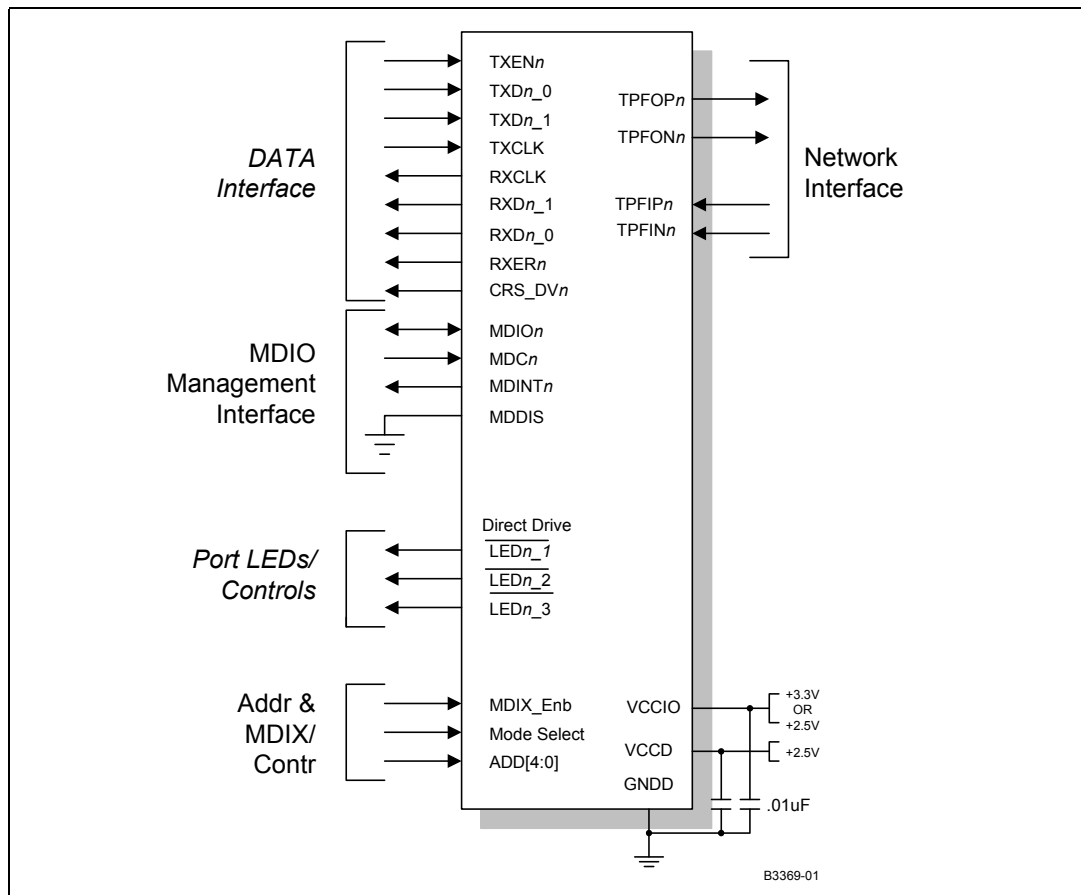 DATA
Interface
TXENn
TXDn_0
TXDn_1
TXCLK
RXCLK
RXDn_1
RXDn_0
RXERn
CRS_DVn
TPFOPn
TPFONn
TPFIPn
TPFINn
Network
Interface
MDIO
Management
Interface
MDIOn
MDCn
MDINTn
MDDIS
Port LEDs/
Controls
Direct Drive
LEDn_1
LEDn_2
LEDn_3
Addr &
MDIX/
Contr
MDIX_Enb
Mode Select
ADD[4:0]
VCCIO
VCCD
GNDD
+3.3V
OR
+2.5V
+2.5V
.01uF
B3369-01